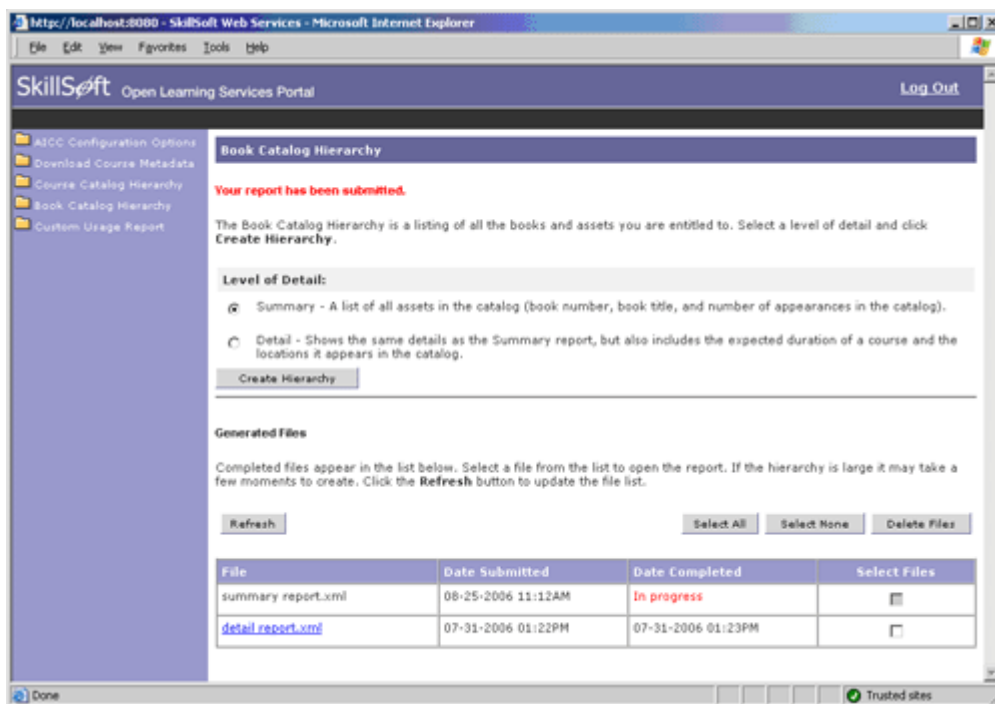 http://localhost:8080 - SkillSoft Web Services - Microsoft Internet Explorer
File Edit View Favorites Tools Help
SkillSoft Open Learning Services Portal Log Out
AICC Configuration Options
Download Course Metadata
Course Catalog Hierarchy
Book Catalog Hierarchy
Custom Usage Report
Book Catalog Hierarchy
Your report has been submitted.
The Book Catalog Hierarchy is a listing of all the books and assets you are entitled to. Select a level of detail and click
Create Hierarchy.
Level of Detail:
Summary - A list of all assets in the catalog (book number, book title, and number of appearances in the catalog).
Detail - Shows the same details as the Summary report, but also includes the expected duration of a course and the
locations it appears in the catalog.
Create Hierarchy
Generated Files
Completed files appear in the list below. Select a file from the list to open the report. If the hierarchy is large it may take a
few moments to create. Click the Refresh button to update the file list.
Refresh Select All Select None Delete Files
File Date Submitted Date Completed Select Files
summary report.xml 08-25-2006 11:12AM In progress
detail report.xml 07-31-2006 01:22PM 07-31-2006 01:23PM
Done Trusted sites